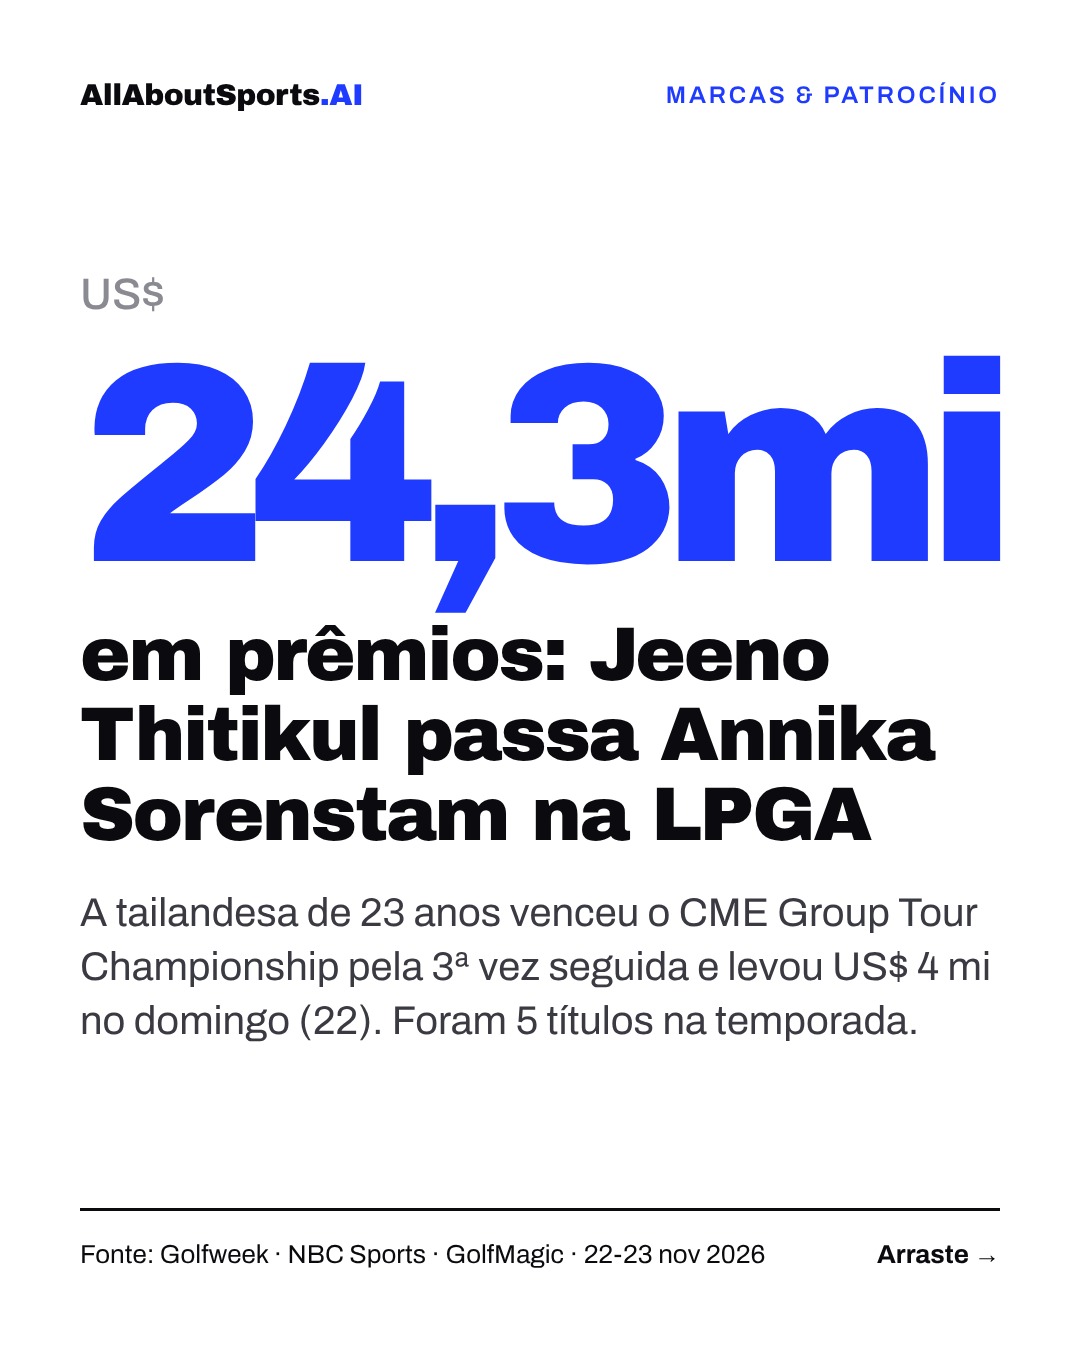 AllAboutSports.AI
MARCAS & PATROCÍNIO
US$
24,3mi
em prêmios: Jeeno
Thitikul passa Annika
Sorenstam na LPGA
A tailandesa de 23 anos venceu o CME Group Tour
Championship pela 3ª vez seguida e levou US$ 4 mi
no domingo (22). Foram 5 títulos na temporada.
Fonte: Golfweek · NBC Sports · GolfMagic · 22-23 nov 2026
Arraste →